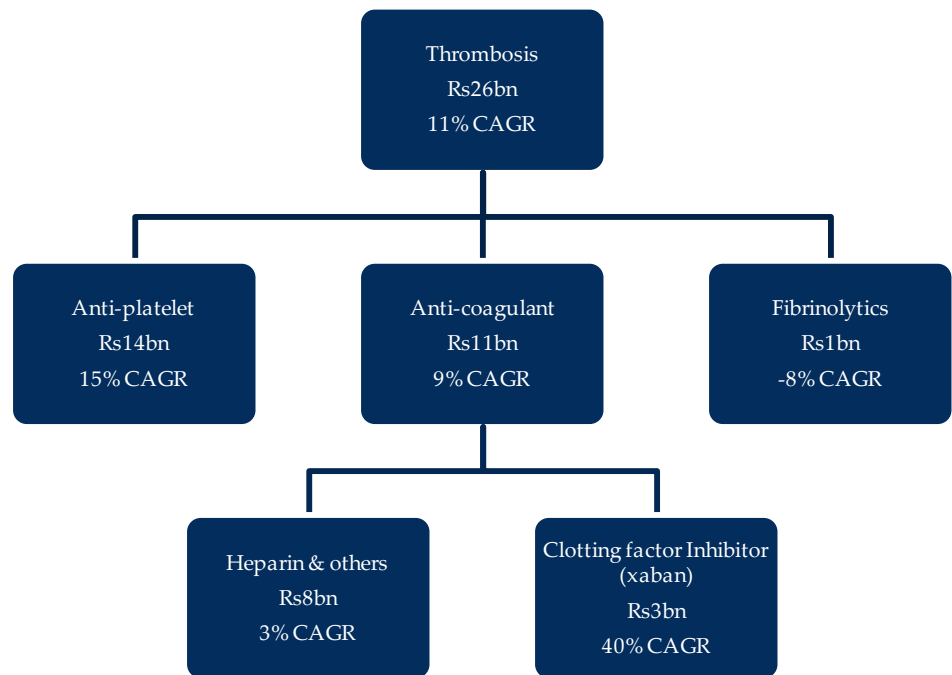 Thrombosis
Rs26bn
11% CAGR
Anti-platelet
Rs14bn
15% CAGR
Anti-coagulant
Rs11bn
9% CAGR
Fibrinolytics
Rs1bn
-8% CAGR
Heparin & others
Rs8bn
3% CAGR
Clotting factor Inhibitor
(xaban)
Rs3bn
40% CAGR